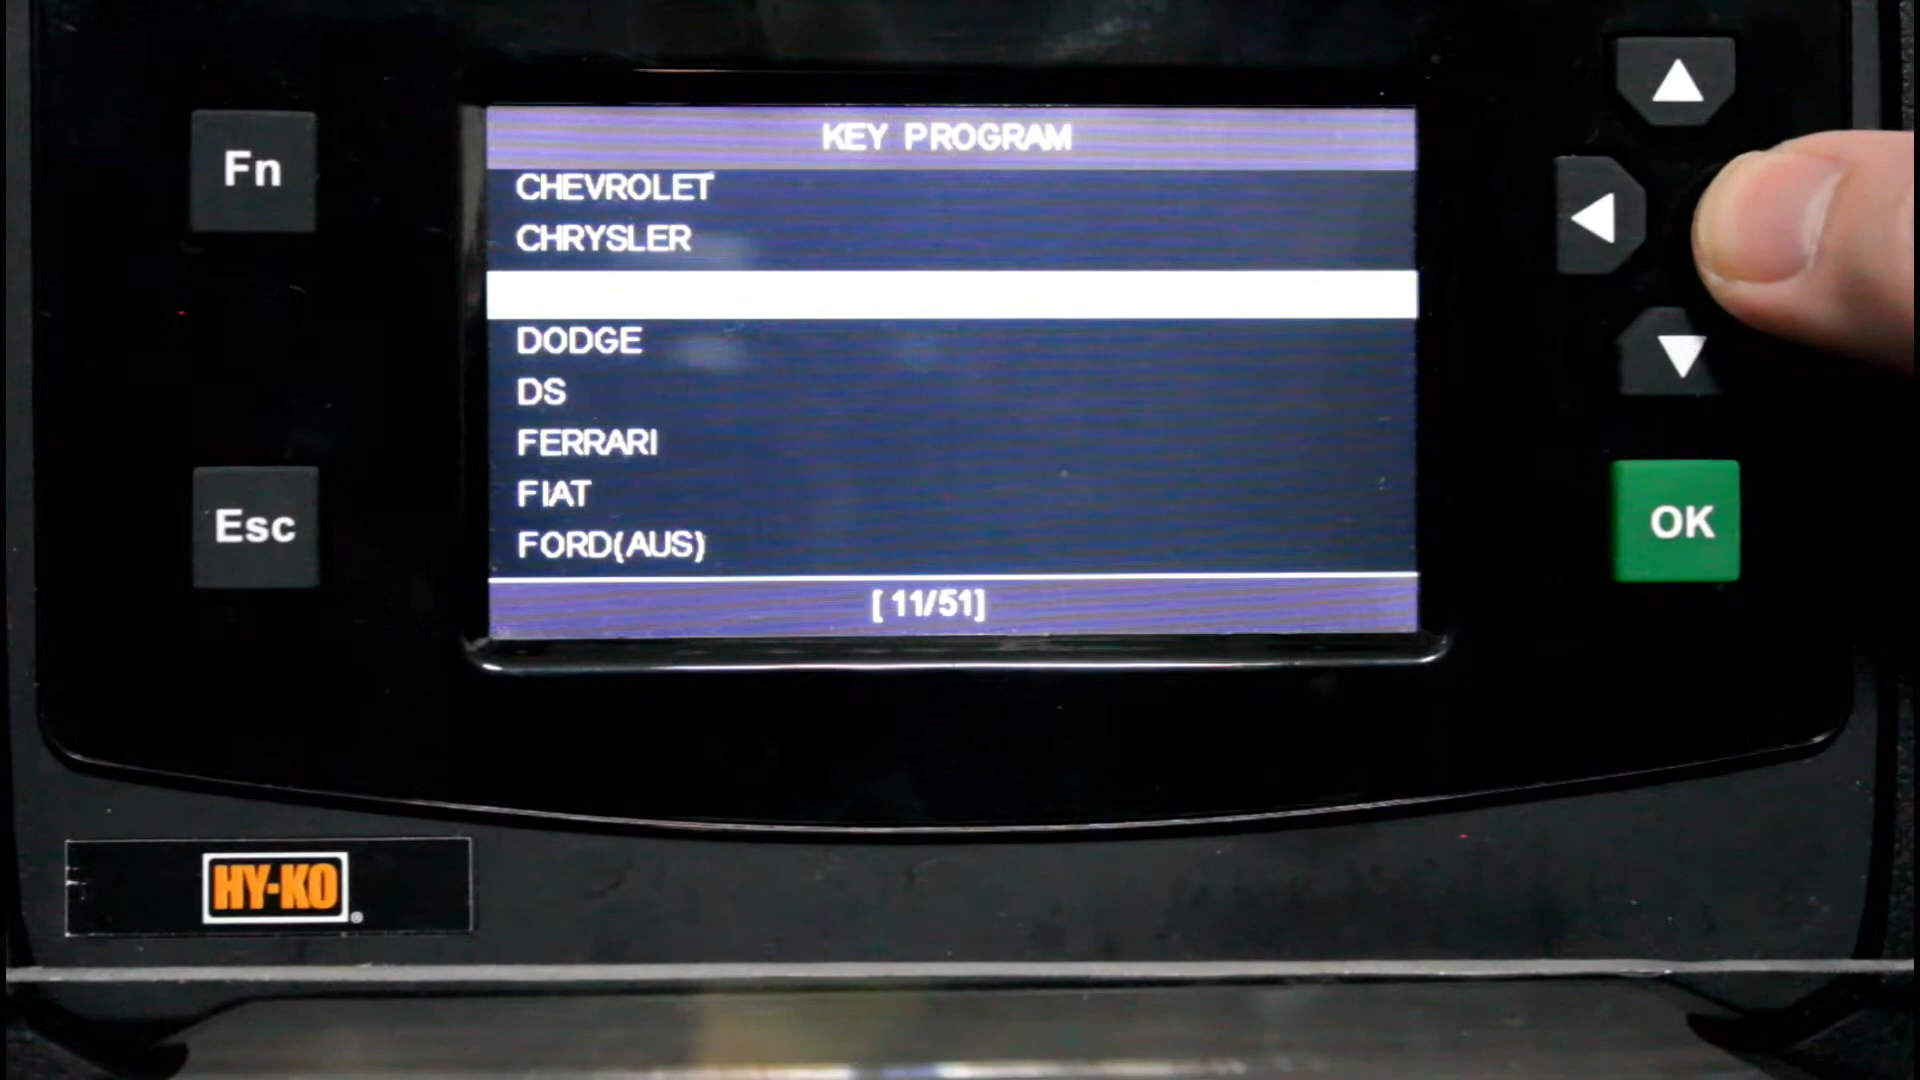 KEY PROGRAM
CHEVROLET
CHRYSLER
DODGE
DS
FERRARI
FIAT
FORD(AUS)
[ 11/51]
Fn
Esc
OK
HY-KO®